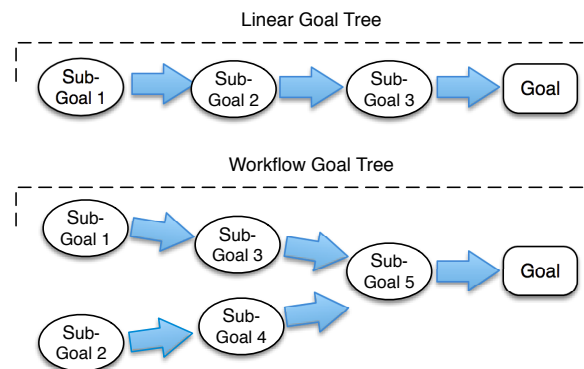 Linear Goal Tree
Sub-
Goal 1
Sub-
Goal 2
Sub-
Goal 3
Goal
Workflow Goal Tree
Sub-
Goal 1
Sub-
Goal 3
Sub-
Goal 5
Goal
Sub-
Goal 2
Sub-
Goal 4